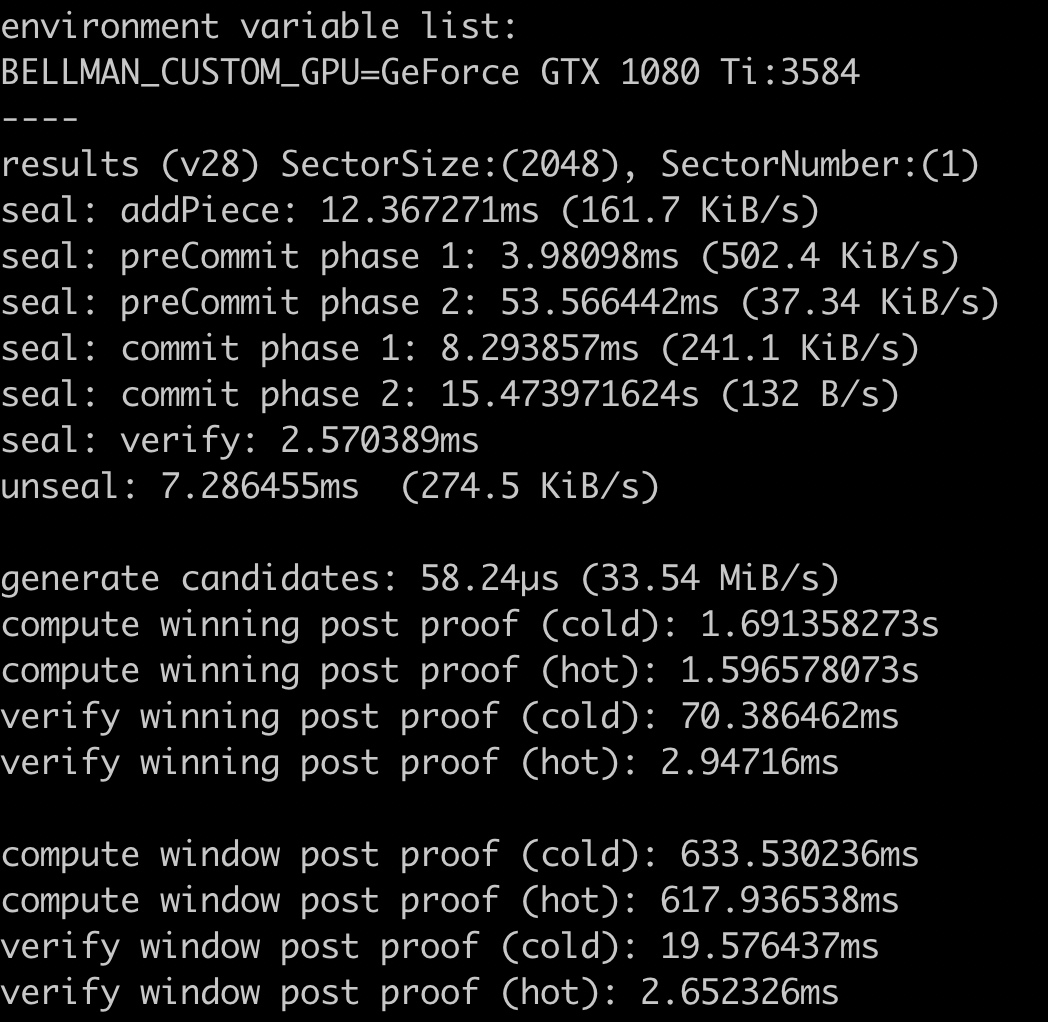 environment variable list:
BELLMAN_CUSTOM_GPU=GeForce GTX 1080 Ti:3584
----
results (v28) SectorSize:(2048), SectorNumber:(1)
seal: addPiece: 12.367271ms (161.7 KiB/s)
seal: preCommit phase 1: 3.98098ms (502.4 KiB/s)
seal: preCommit phase 2: 53.566442ms (37.34 KiB/s)
seal: commit phase 1: 8.293857ms (241.1 KiB/s)
seal: commit phase 2: 15.473971624s (132 B/s)
seal: verify: 2.570389ms
unseal: 7.286455ms  (274.5 KiB/s)

generate candidates: 58.24µs (33.54 MiB/s)
compute winning post proof (cold): 1.691358273s
compute winning post proof (hot): 1.596578073s
verify winning post proof (cold): 70.386462ms
verify winning post proof (hot): 2.94716ms

compute window post proof (cold): 633.530236ms
compute window post proof (hot): 617.936538ms
verify window post proof (cold): 19.576437ms
verify window post proof (hot): 2.652326ms